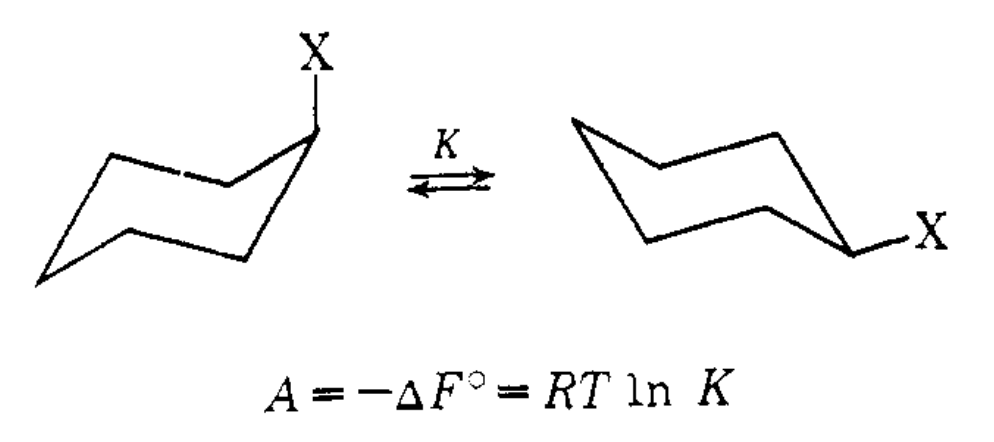 X
K
X
A = −ΔF° = RT ln K